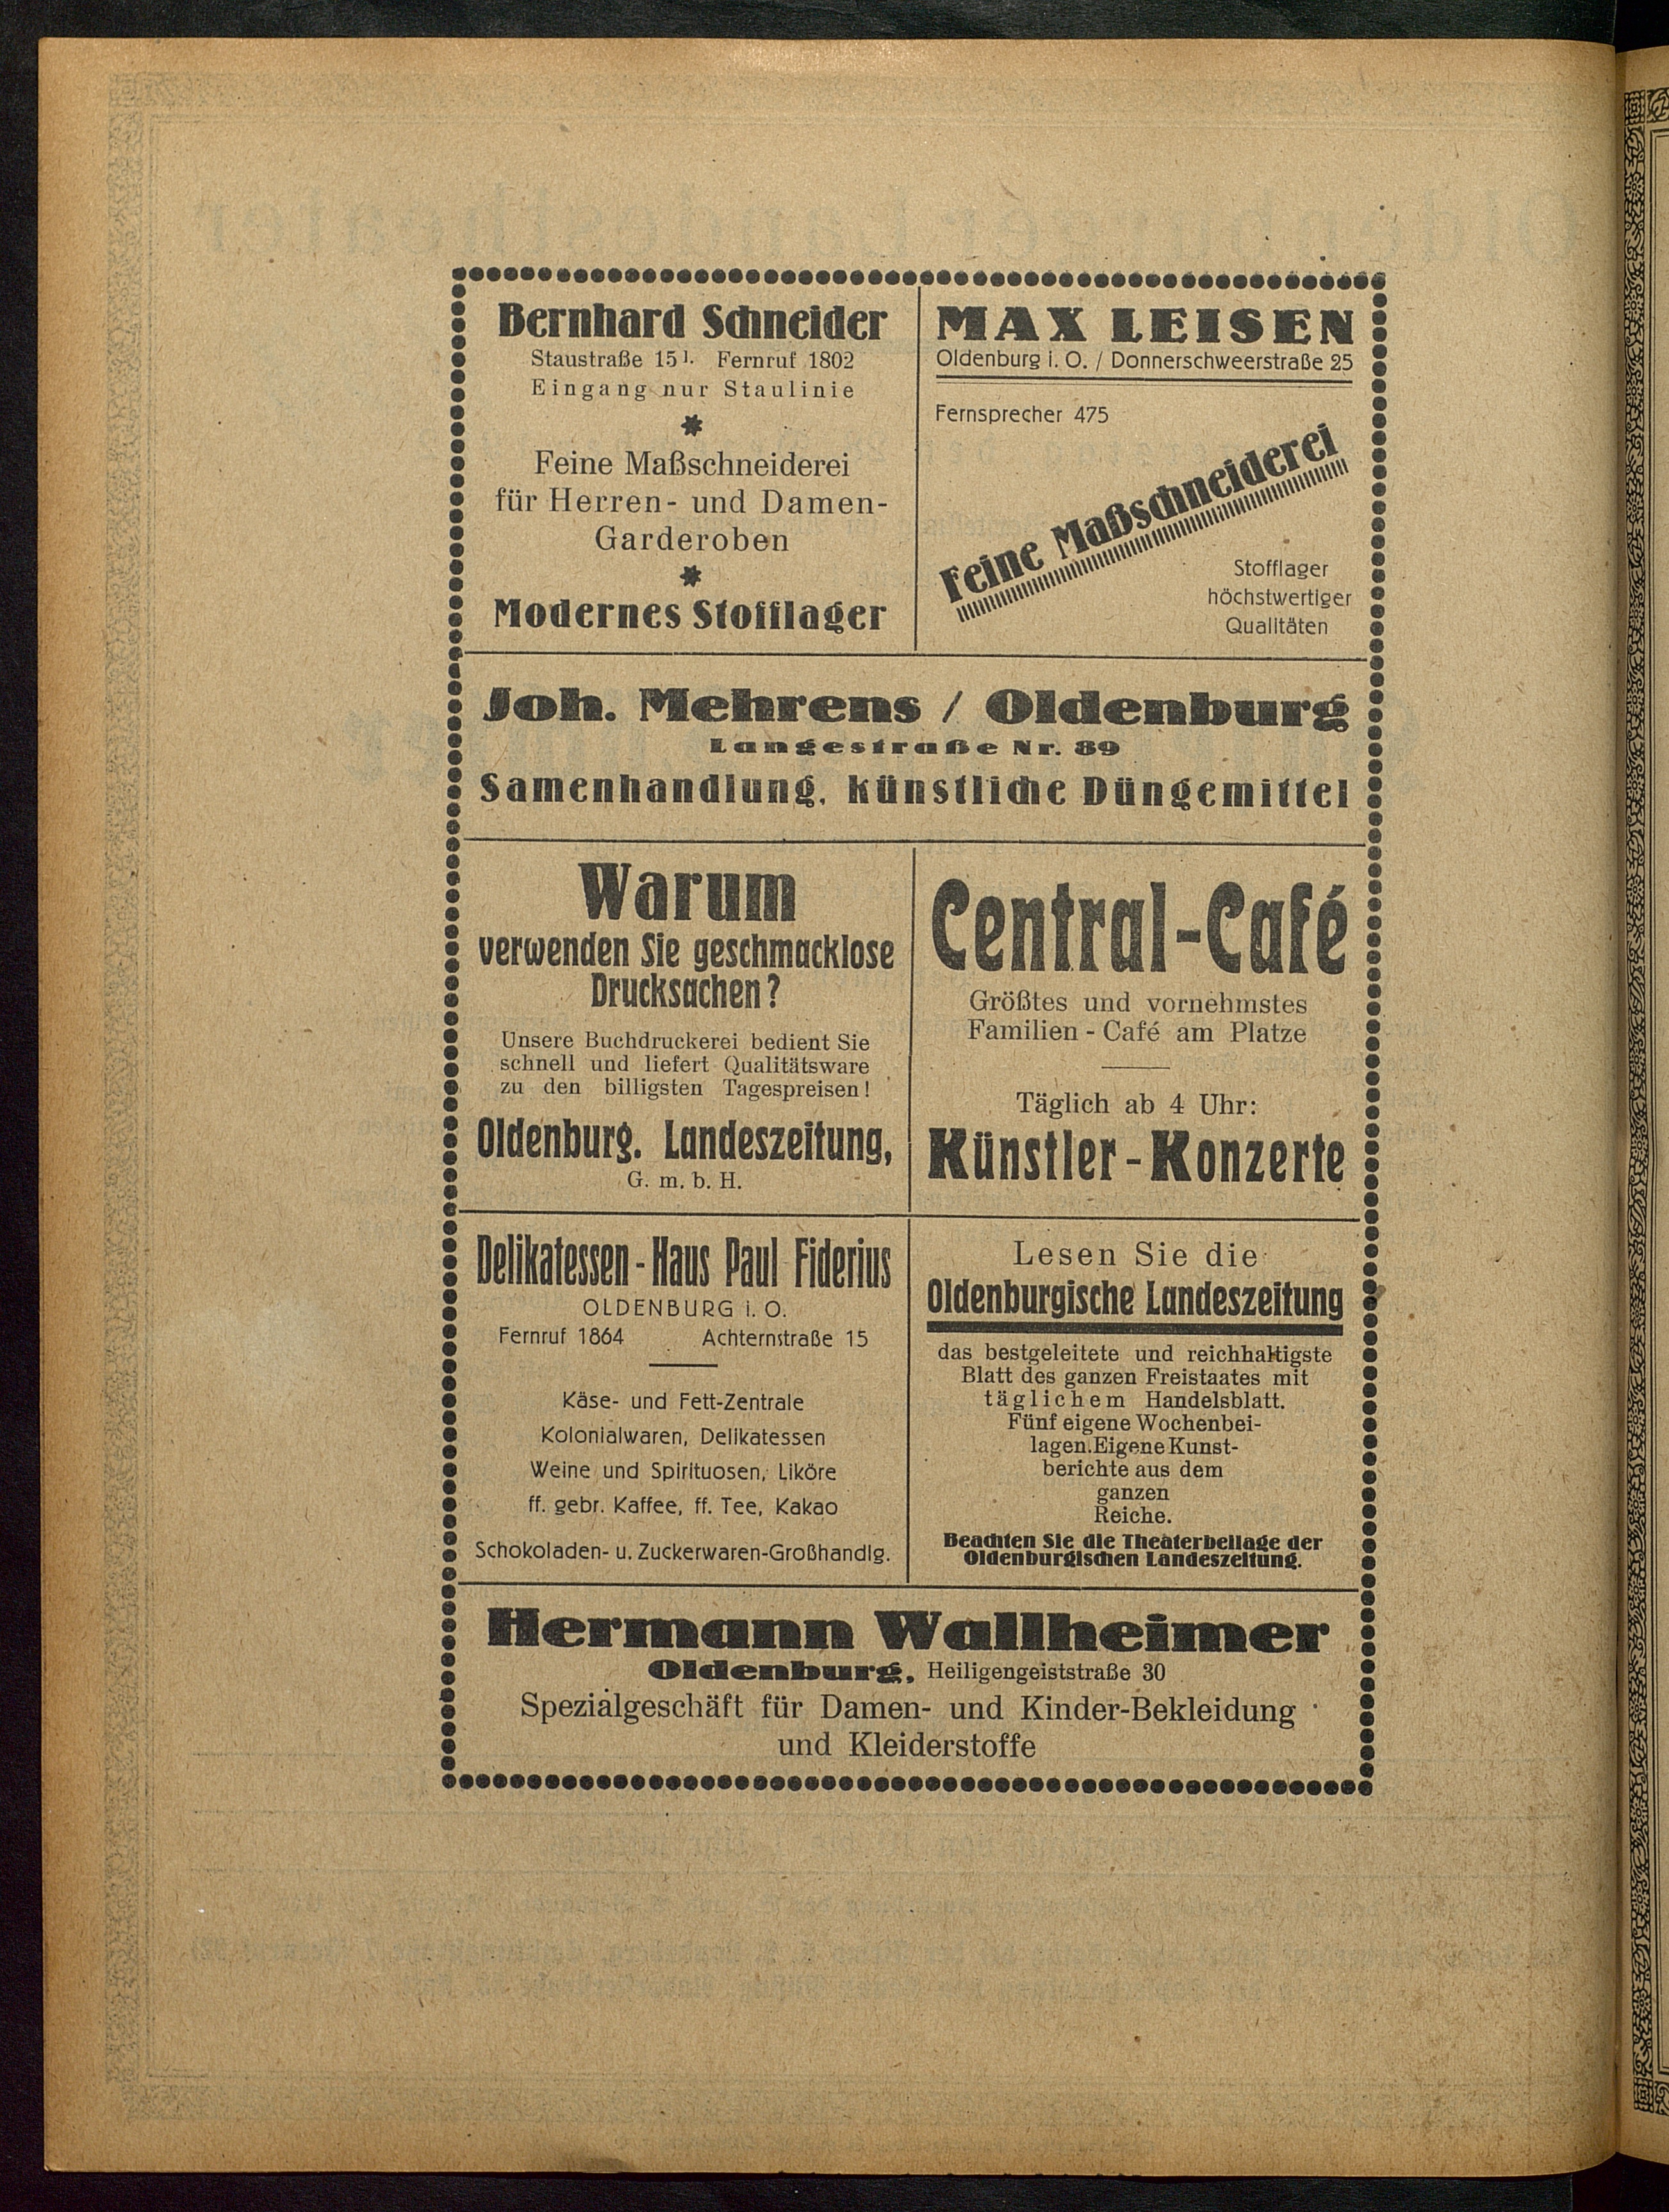 Bernhard Schneider
Staustraße 15 I. Fernruf 1802
Eingang nur Staulinie
Feine Maßschneiderei
für Herren- und Damen-
Garderoben
Modernes Stofflager
MAX LEISEN
Oldenburg i. O. / Donnerschweerstraße 25
Fernsprecher 475
Feine Maßschneiderei
Stofflager
höchstwertiger
Qualitäten
Joh. Mehrens / Oldenburg
Langestraße Nr. 89
Samenhandlung, künstliche Düngemittel
Warum
verwenden Sie geschmacklose
Drucksachen?
Unsere Buchdruckerei bedient Sie
schnell und liefert Qualitätsware
zu den billigsten Tagespreisen!
Oldenburg. Landeszeitung,
G. m. b. H.
Central-Café
Größtes und vornehmstes
Familien-Café am Platze
Täglich ab 4 Uhr:
Künstler-Konzerte
Delikatessen-Haus Paul Fiderius
OLDENBURG i. O.
Fernruf 1864 Achternstraße 15
Käse- und Fett-Zentrale
Kolonialwaren, Delikatessen
Weine und Spirituosen, Liköre
ff. gebr. Kaffee, ff. Tee, Kakao
Schokoladen- u. Zuckerwaren-Großhandlg.
Lesen Sie die
Oldenburgische Landeszeitung
das bestgeleitete und reichhaltigste
Blatt des ganzen Freistaates mit
täglichem Handelsblatt.
Fünf eigene Wochenbei-
lagen. Eigene Kunst-
berichte aus dem
ganzen
Reiche.
Beachten Sie die Theaterbeilage der
Oldenburgischen Landeszeitung.
Hermann Wallheimer
Oldenburg, Heiligengeiststraße 30
Spezialgeschäft für Damen- und Kinder-Bekleidung
und Kleiderstoffe